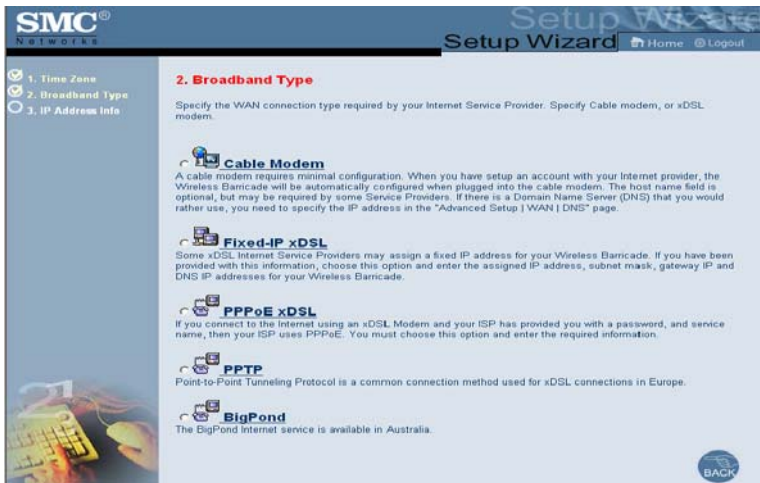 SMC®
Networks
Setup Wizard
Setup Wizard
Home Logout
1. Time Zone
2. Broadband Type
3. IP Address Info
2. Broadband Type
Specify the WAN connection type required by your Internet Service Provider. Specify Cable modem, or xDSL
modem.
Cable Modem
A cable modem requires minimal configuration. When you have setup an account with your Internet provider, the
Wireless Barricade will be automatically configured when plugged into the cable modem. The host name field is
optional, but may be required by some Service Providers. If there is a Domain Name Server (DNS) that you would
rather use, you need to specify the IP address in the "Advanced Setup | WAN | DNS" page.
Fixed-IP xDSL
Some xDSL Internet Service Providers may assign a fixed IP address for your Wireless Barricade. If you have been
provided with this information, choose this option and enter the assigned IP address, subnet mask, gateway IP and
DNS IP addresses for your Wireless Barricade.
PPPoE xDSL
If you connect to the Internet using an xDSL Modem and your ISP has provided you with a password, and service
name, then your ISP uses PPPoE. You must choose this option and enter the required information.
PPTP
Point-to-Point Tunneling Protocol is a common connection method used for xDSL connections in Europe.
BigPond
The BigPond Internet service is available in Australia.
BACK